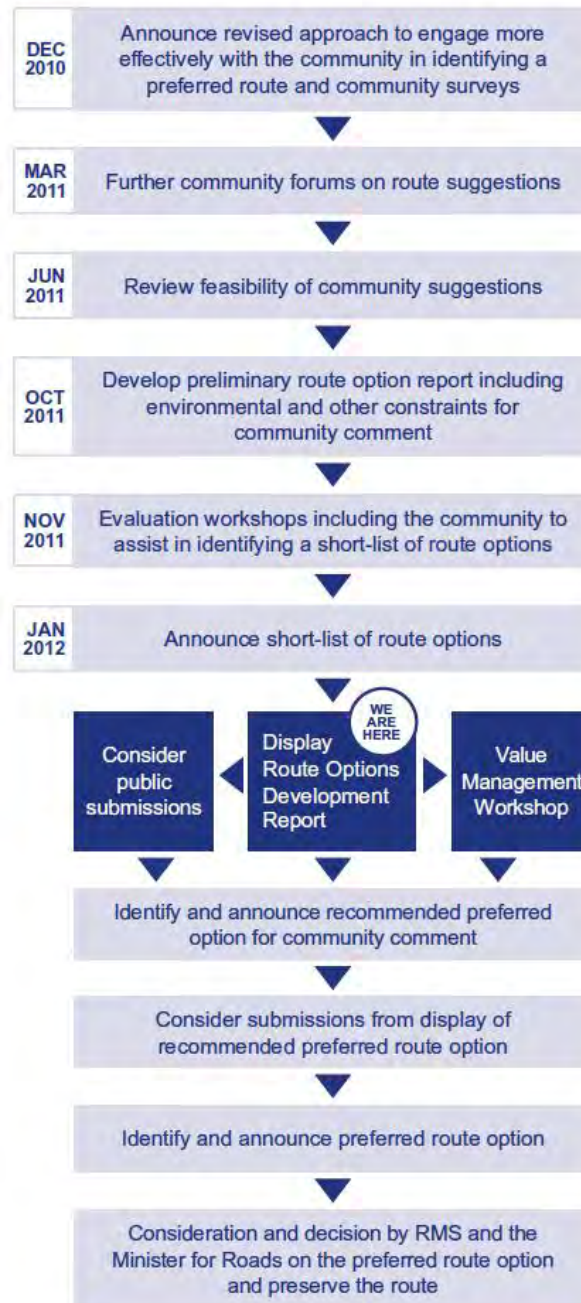 DEC
2010
Announce revised approach to engage more
effectively with the community in identifying a
preferred route and community surveys
MAR
2011
Further community forums on route suggestions
JUN
2011
Review feasibility of community suggestions
OCT
2011
Develop preliminary route option report including
environmental and other constraints for
community comment
NOV
2011
Evaluation workshops including the community to
assist in identifying a short-list of route options
JAN
2012
Announce short-list of route options
WE
ARE
HERE
Consider
public
submissions
Display
Route Options
Development
Report
Value
Management
Workshop
Identify and announce recommended preferred
option for community comment
Consider submissions from display of
recommended preferred route option
Identify and announce preferred route option
Consideration and decision by RMS and the
Minister for Roads on the preferred route option
and preserve the route